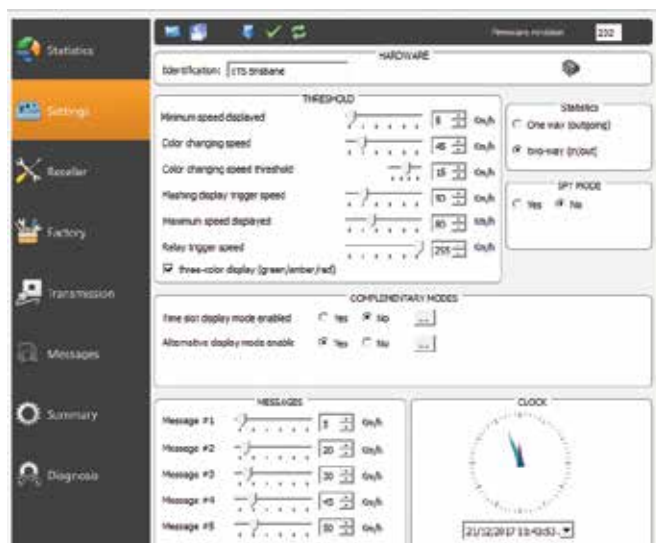 Firmware revision 232
Statistics
Settings
Reseller
Factory
Transmission
Messages
Summary
Diagnosis
HARDWARE
Identification: ITS Brisbane
THRESHOLD
Minimum speed displayed Km/h
Color changing speed 45 Km/h
Color changing speed threshold 15 Km/h
Flashing display trigger speed 50 Km/h
Maximum speed displayed 80 Km/h
Relay trigger speed 255 Km/h
three-color display (green/amber/red)
Statistics
One way (outgoing)
two-way (in/out)
SPY MODE
Yes No
COMPLEMENTARY MODES
Time slot display mode enabled Yes No ...
Alternative display mode enable Yes No ...
MESSAGES
Message #1 Km/h
Message #2 20 Km/h
Message #3 30 Km/h
Message #4 45 Km/h
Message #5 50 Km/h
CLOCK
21/12/2017 11:43:53